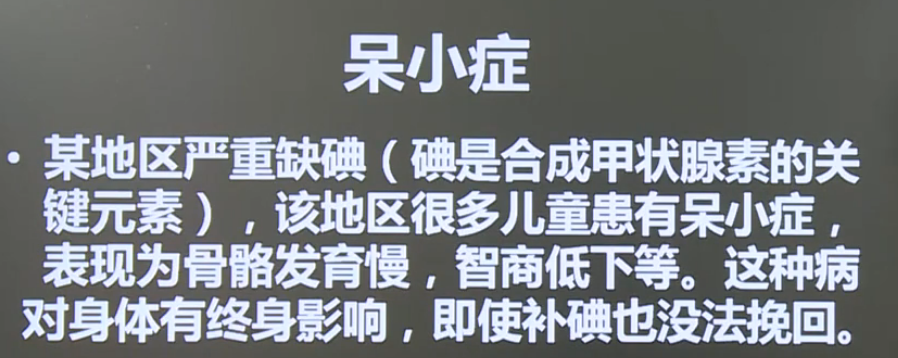 呆小症
• 某地区严重缺碘（碘是合成甲状腺素的关
键元素），该地区很多儿童患有呆小症，
表现为骨骼发育慢，智商低下等。这种病
对身体有终身影响，即使补碘也没法挽回。